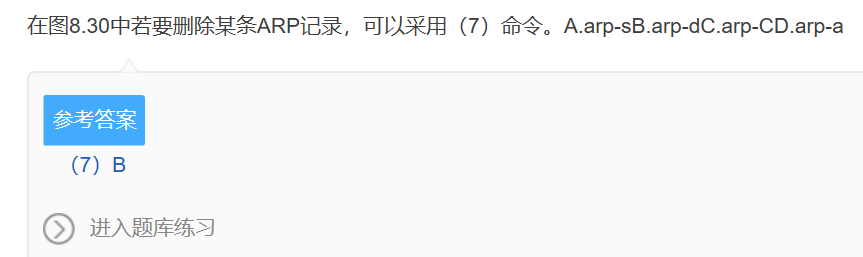 在图8.30中若要删除某条ARP记录，可以采用（7）命令。A.arp-sB.arp-dC.arp-CD.arp-a
参考答案
（7）B
进入题库练习